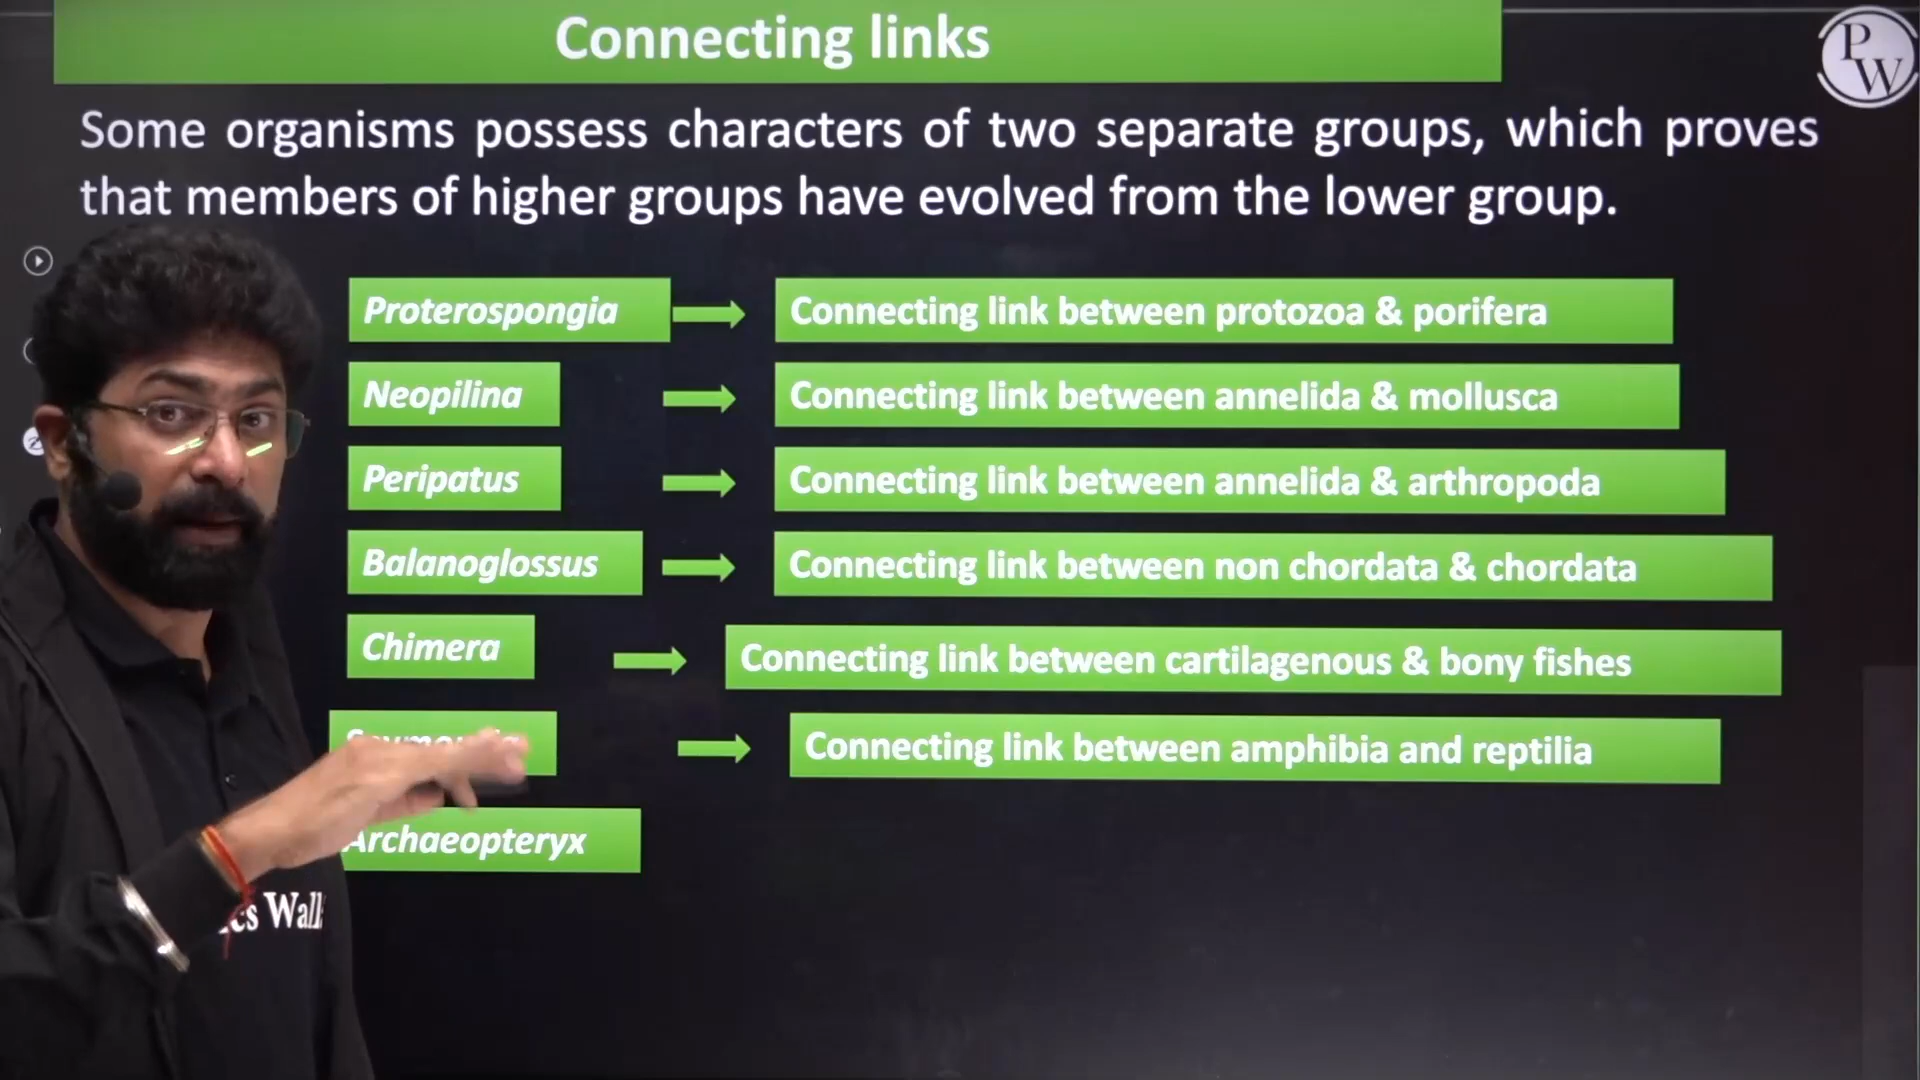 Connecting links
P
W
Some organisms possess characters of two separate groups, which proves
that members of higher groups have evolved from the lower group.
Proterospongia
Connecting link between protozoa & porifera
Neopilina
Connecting link between annelida & mollusca
Peripatus
Connecting link between annelida & arthropoda
Balanoglossus
Connecting link between non chordata & chordata
Chimera
Connecting link between cartilagenous & bony fishes
Connecting link between amphibia and reptilia
Archaeopteryx